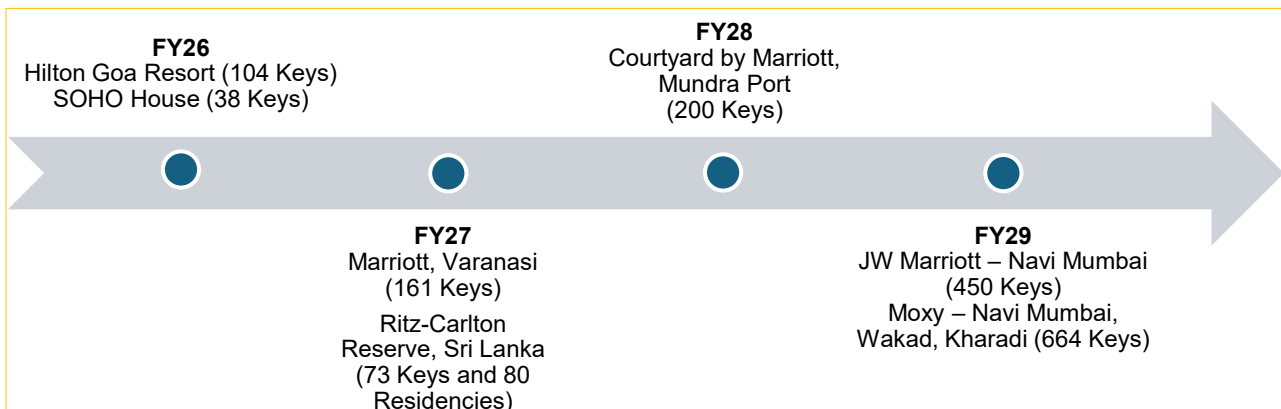 FY26
Hilton Goa Resort (104 Keys)
SOHO House (38 Keys)
FY27
Marriott, Varanasi
(161 Keys)
Ritz-Carlton
Reserve, Sri Lanka
(73 Keys and 80
Residencies)
FY28
Courtyard by Marriott,
Mundra Port
(200 Keys)
FY29
JW Marriott – Navi Mumbai
(450 Keys)
Moxy – Navi Mumbai,
Wakad, Kharadi (664 Keys)